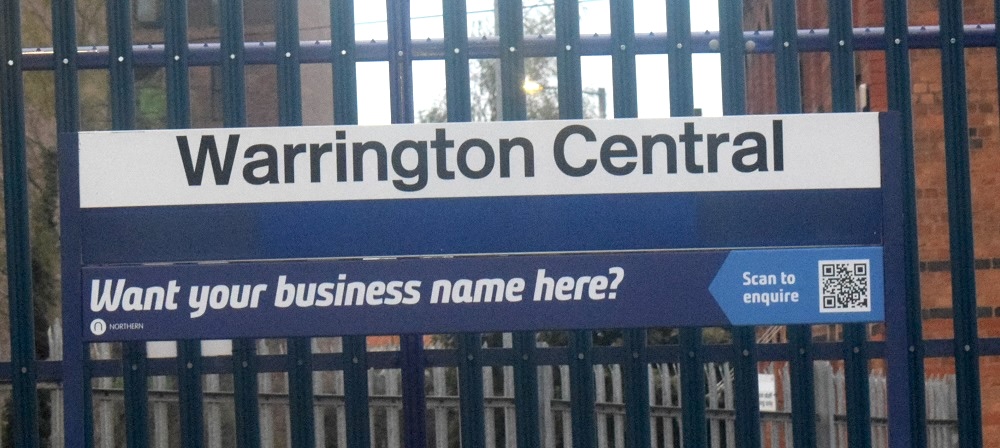 Warrington Central
Want your business name here?
Scan to
enquire
NORTHERN